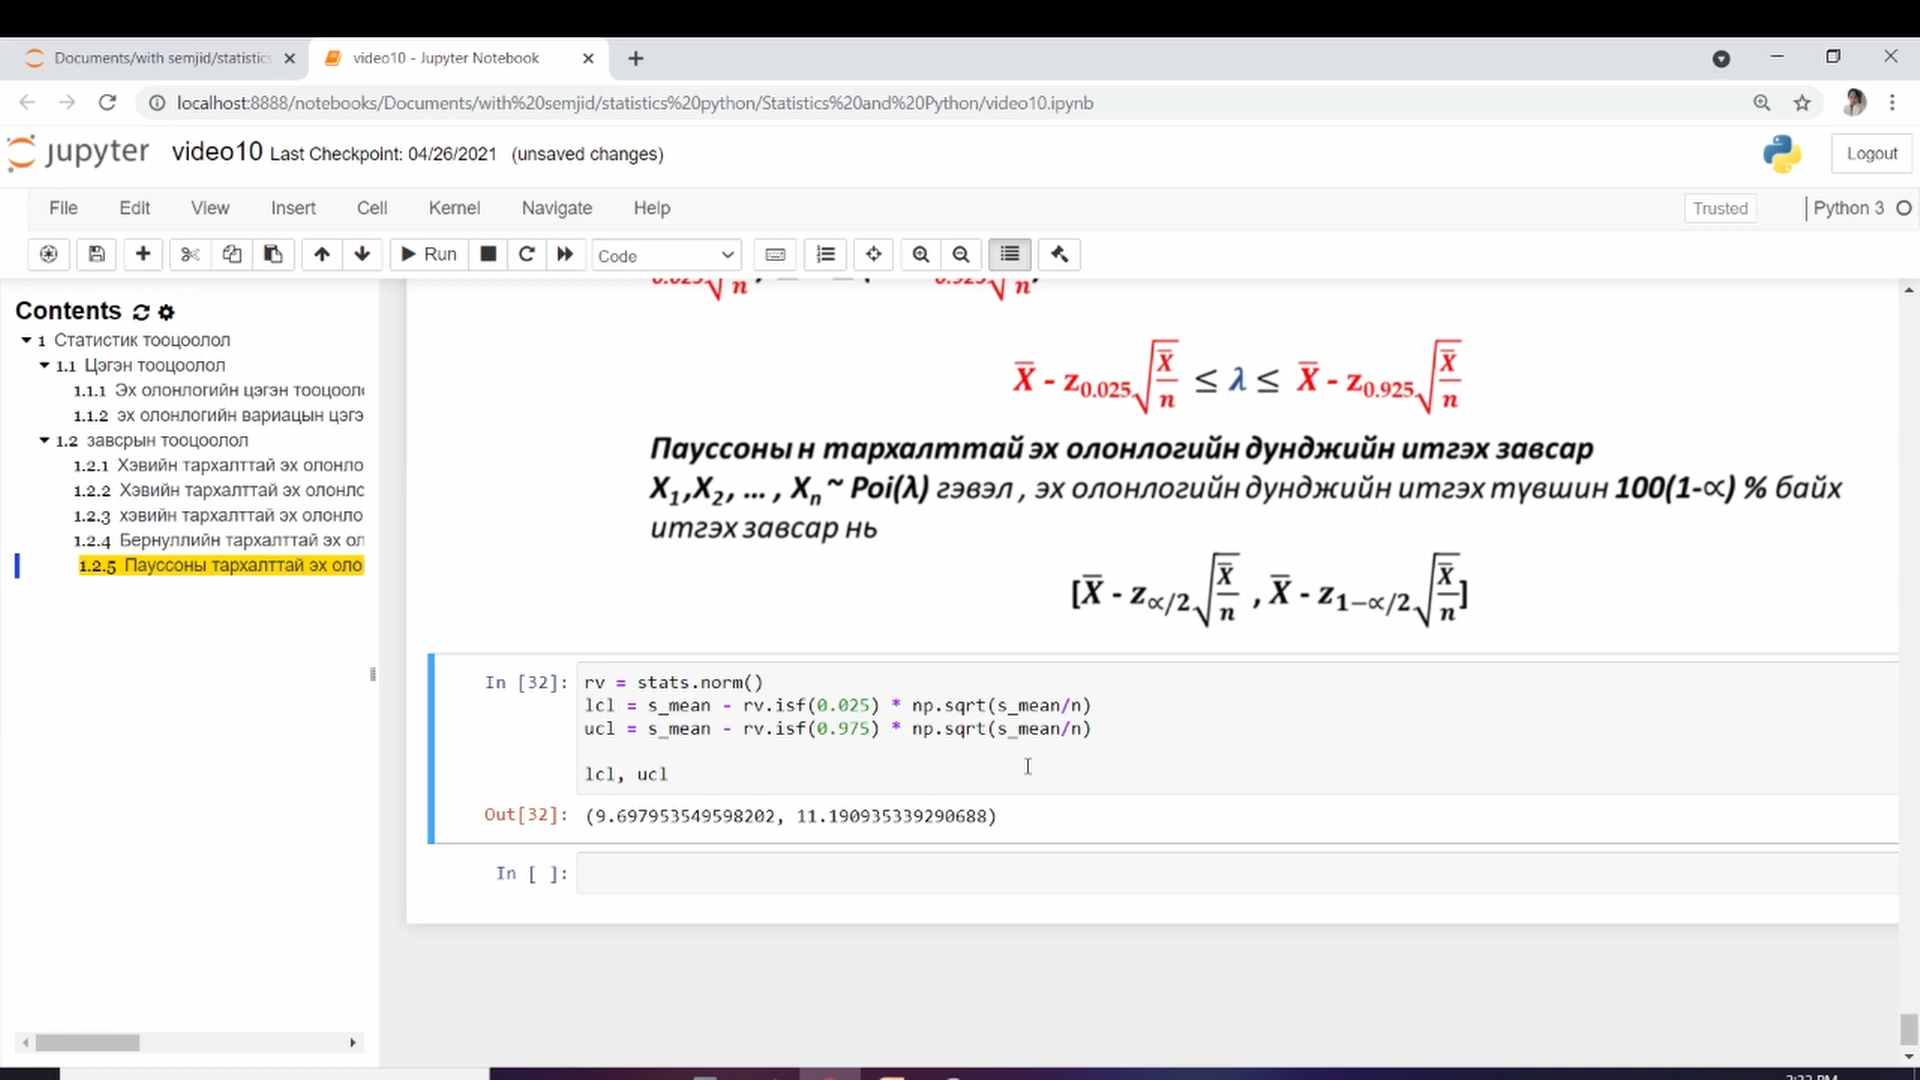 Documents/with semjid/statistics
video10 - Jupyter Notebook
localhost:8888/notebooks/Documents/with%20semjid/statistics%20python/Statistics%20and%20Python/video10.ipynb
jupyter video10 Last Checkpoint: 04/26/2021 (unsaved changes)
Logout
File Edit View Insert Cell Kernel Navigate Help
Trusted
Python 3
Run
Code
Contents
1 Статистик тооцоолол
1.1 Цэгэн тооцоолол
1.1.1 Эх олонлогийн цэгэн тооцоол
1.1.2 эх олонлогийн вариацын цэгэ
1.2 завсрын тооцоолол
1.2.1 Хэвийн тархалттай эх олонло
1.2.2 Хэвийн тархалттай эх олонлс
1.2.3 хэвийн тархалттай эх олонло
1.2.4 Бернуллийн тархалттай эх ол
1.2.5 Пауссоны тархалттай эх оло
X̅ - z0.025√X̅/n ≤ λ ≤ X̅ - z0.925√X̅/n
Пауссоны н тархалттай эх олонлогийн дунджийн итгэх завсар
X1 ,X2, ... , Xn ~ Poi(λ) гэвэл , эх олонлогийн дунджийн итгэх түвшин 100(1-∝) % байх
итгэх завсар нь
[X̅ - z∝/2√X̅/n , X̅ - z1−∝/2√X̅/n]
In [32]:
rv = stats.norm()
lcl = s_mean - rv.isf(0.025) * np.sqrt(s_mean/n)
ucl = s_mean - rv.isf(0.975) * np.sqrt(s_mean/n)
lcl, ucl
Out[32]: (9.697953549598202, 11.190935339290688)
In [ ]: